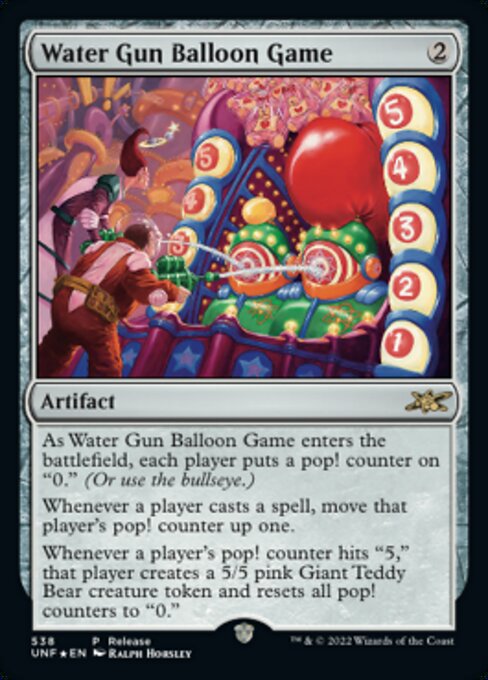 Water Gun Balloon Game 2
5
4
3
2
1
5
4
3
Artifact
As Water Gun Balloon Game enters the
battlefield, each player puts a pop! counter on
“0.” (Or use the bullseye.)
Whenever a player casts a spell, move that
player’s pop! counter up one.
Whenever a player’s pop! counter hits “5,”
that player creates a 5/5 pink Giant Teddy
Bear creature token and resets all pop!
counters to “0.”
538 P Release
UNF★EN Ralph Horsley
™ & © 2022 Wizards of the Coast